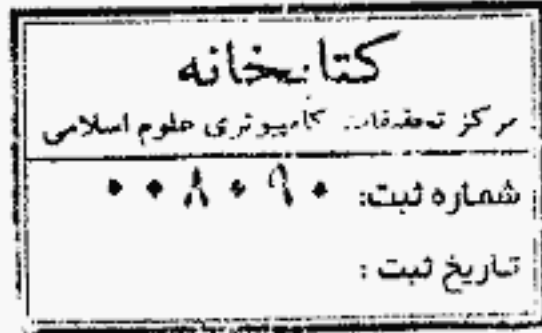 کتابخانه
مرکز تحقیقات کامپیوتری علوم اسلامی
شماره ثبت: ۰۰۸۰۹۰
تاریخ ثبت :